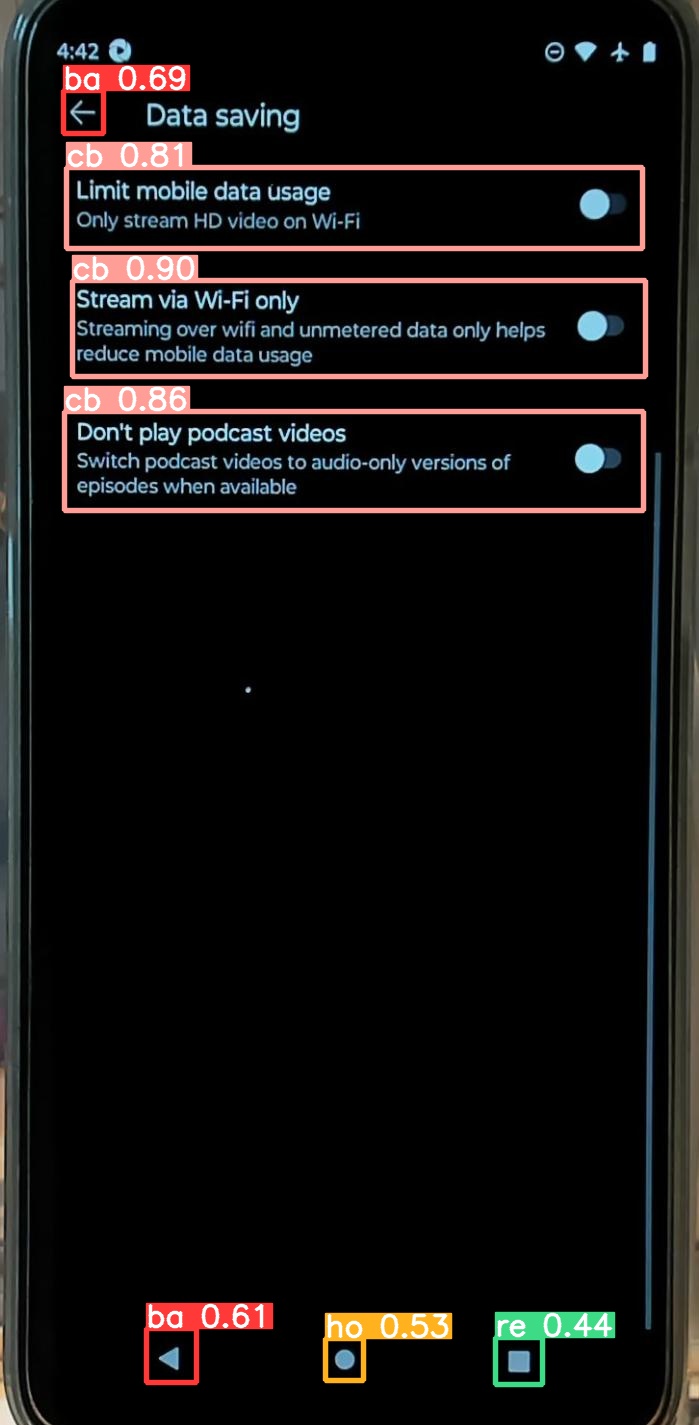 4:42
ba 0.69
Data saving
cb 0.81
Limit mobile data usage
Only stream HD video on Wi-Fi
cb 0.90
Stream via Wi-Fi only
Streaming over wifi and unmetered data only helps
reduce mobile data usage
cb 0.86
Don't play podcast videos
Switch podcast videos to audio-only versions of
episodes when available
ba 0.61
ho 0.53
re 0.44